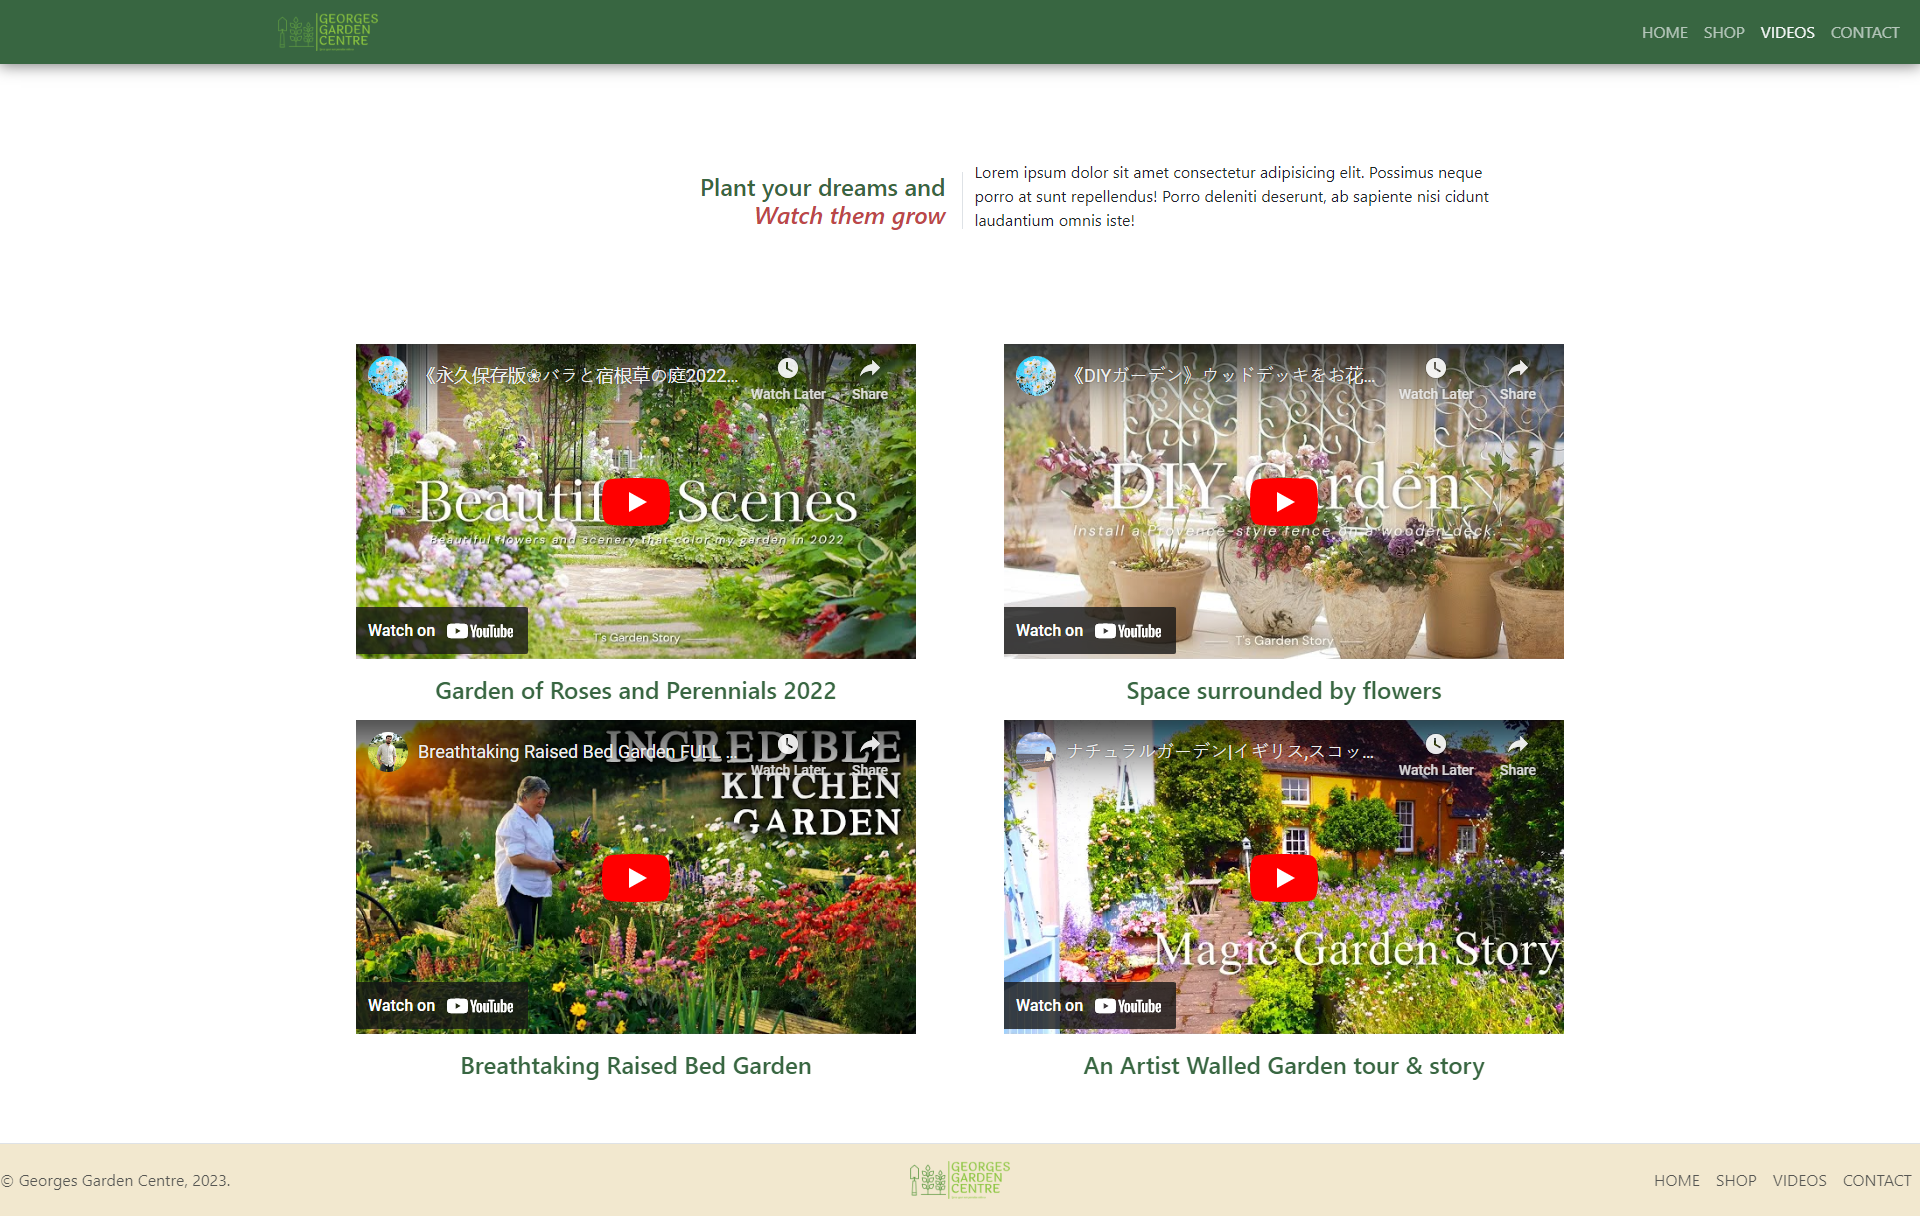 GEORGES
GARDEN
CENTRE
HOME SHOP VIDEOS CONTACT
Plant your dreams and
Watch them grow
Lorem ipsum dolor sit amet consectetur adipisicing elit. Possimus neque
porro at sunt repellendus! Porro deleniti deserunt, ab sapiente nisi cidunt
laudantium omnis iste!
《永久保存版❀バラと宿根草の庭2022...
Watch Later Share
Scenes
Beautiful flowers and scenery that color my garden in 2022
T's Garden Story
Watch on YouTube
Garden of Roses and Perennials 2022
《DIYガーデン》ウッドデッキをお花...
Watch Later Share
DIY Garden
Install a Provence-style fence on a wooden deck.
T's Garden Story
Watch on YouTube
Space surrounded by flowers
Breathtaking Raised Bed Garden FULL ...
Watch Later Share
INCREDIBLE
KITCHEN
GARDEN
Watch on YouTube
Breathtaking Raised Bed Garden
ナチュラルガーデン|イギリス,スコッ...
Watch Later Share
Magic Garden Story
Watch on YouTube
An Artist Walled Garden tour & story
© Georges Garden Centre, 2023.
GEORGES
GARDEN
CENTRE
HOME SHOP VIDEOS CONTACT